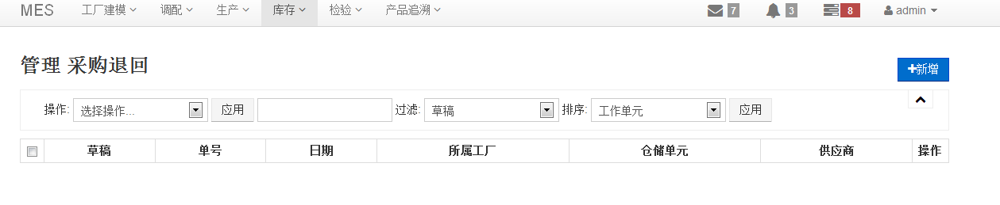 MES 工厂建模 调配 生产 库存 检验 产品追溯 7 3 8 admin
管理 采购退回
+新增
操作: 选择操作... 应用 过滤: 草稿 排序: 工作单元 应用
草稿 单号 日期 所属工厂 仓储单元 供应商 操作